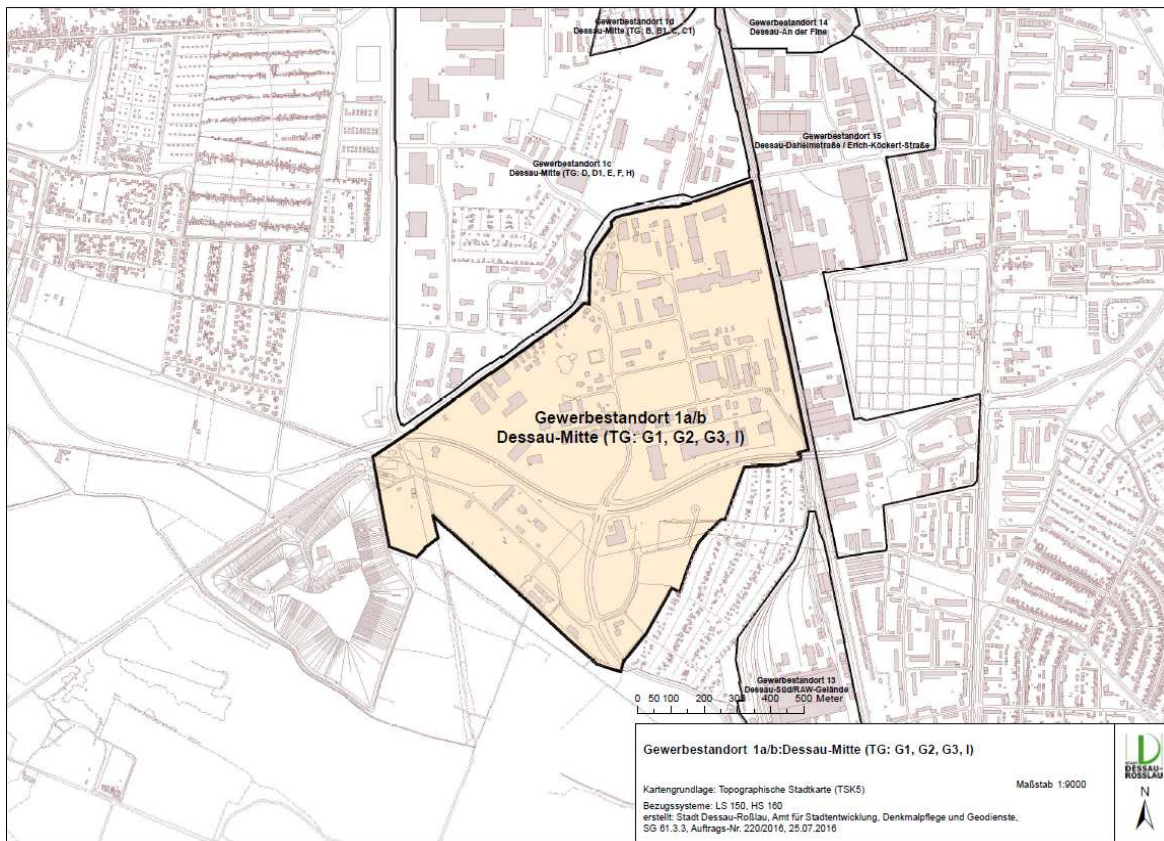 Gewerbestandort 1d
Dessau-Mitte (TG: B, B1, C, C1)
Gewerbestandort 14
Dessau-An der Fine
Gewerbestandort 15
Dessau-Daheimstraße / Erich-Köckert-Straße
Gewerbestandort 1c
Dessau-Mitte (TG: D, D1, E, F, H)
Gewerbestandort 1a/b
Dessau-Mitte (TG: G1, G2, G3, I)
Gewerbestandort 13
Dessau-Süd/RAW-Gelände
0 50 100 200 300 400 500 Meter
Gewerbestandort 1a/b:Dessau-Mitte (TG: G1, G2, G3, I)
Kartengrundlage: Topographische Stadtkarte (TSK5)
Maßstab 1:9000
Bezugssysteme: LS 150, HS 160
erstellt: Stadt Dessau-Roßlau, Amt für Stadtentwicklung, Denkmalpflege und Geodienste,
SG 61.3.3, Auftrags-Nr. 220/2016, 25.07.2016
STADT
DESSAU-
ROSSLAU
N